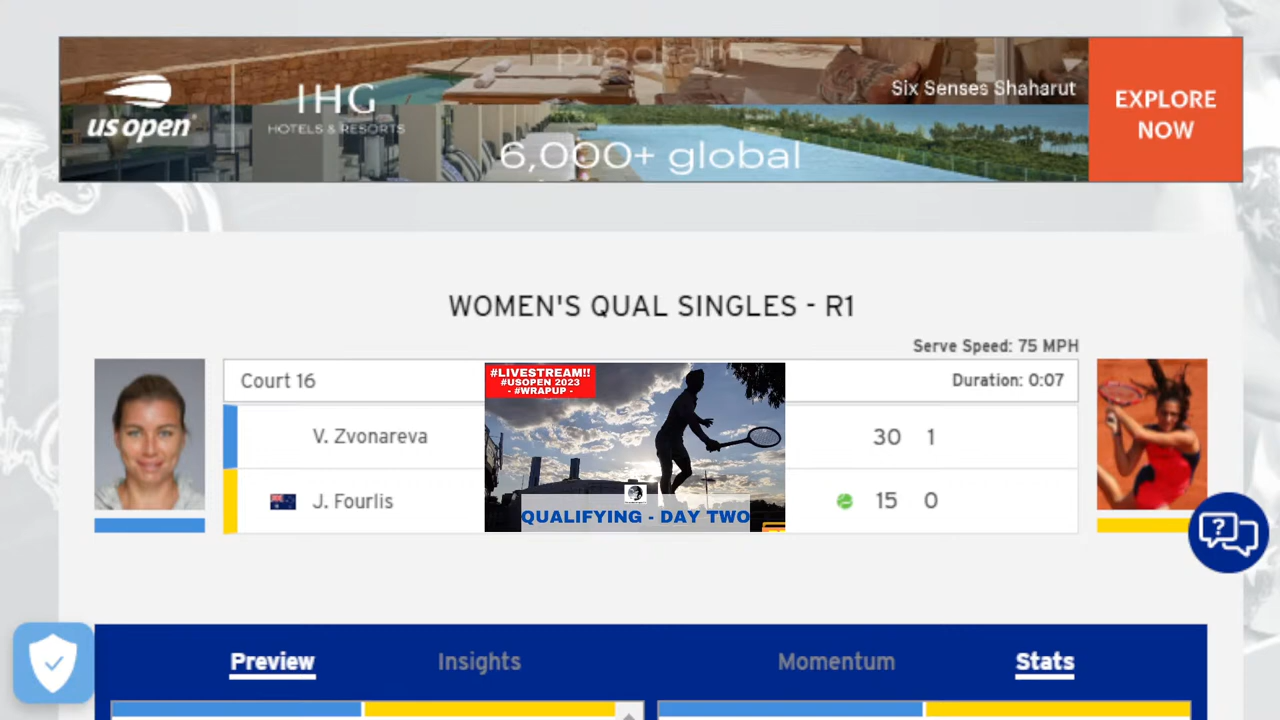 program
Six Senses Shaharut
EXPLORE
NOW
us open
IHG
HOTELS & RESORTS
6,000+ global
WOMEN'S QUAL SINGLES - R1
Serve Speed: 75 MPH
Court 16
Duration: 0:07
#LIVESTREAM!!
#USOPEN 2023
- #WRAPUP -
V. Zvonareva 30 1
J. Fourlis 15 0
QUALIFYING - DAY TWO
?
Preview Insights Momentum Stats